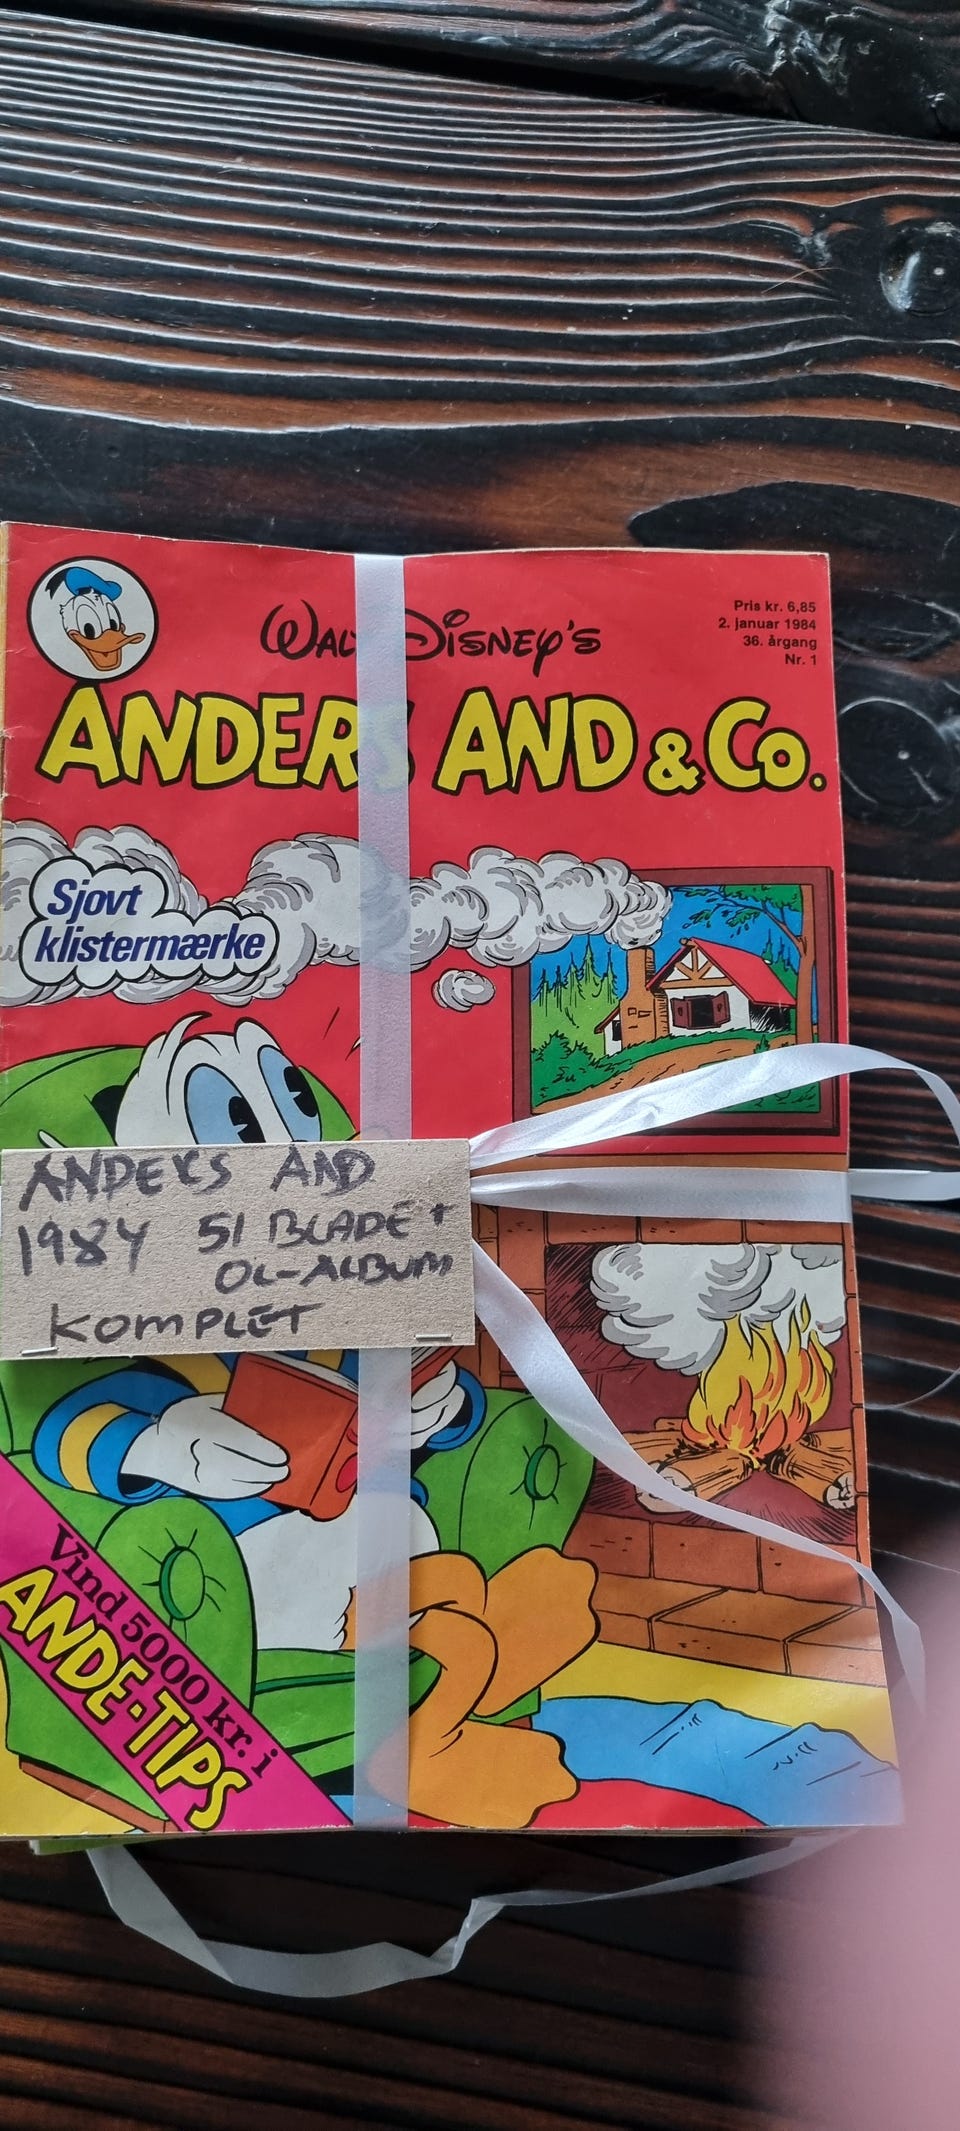 Pris kr. 6,85
2. januar 1984
36. årgang
Nr. 1
WALT DISNEY'S
ANDERS AND & Co.
Sjovt
klistermærke
ANDERS AND
1984 51 BLADE +
OL-ALBUM
KOMPLET
Vind 5000 kr. i
ANDE-TIPS